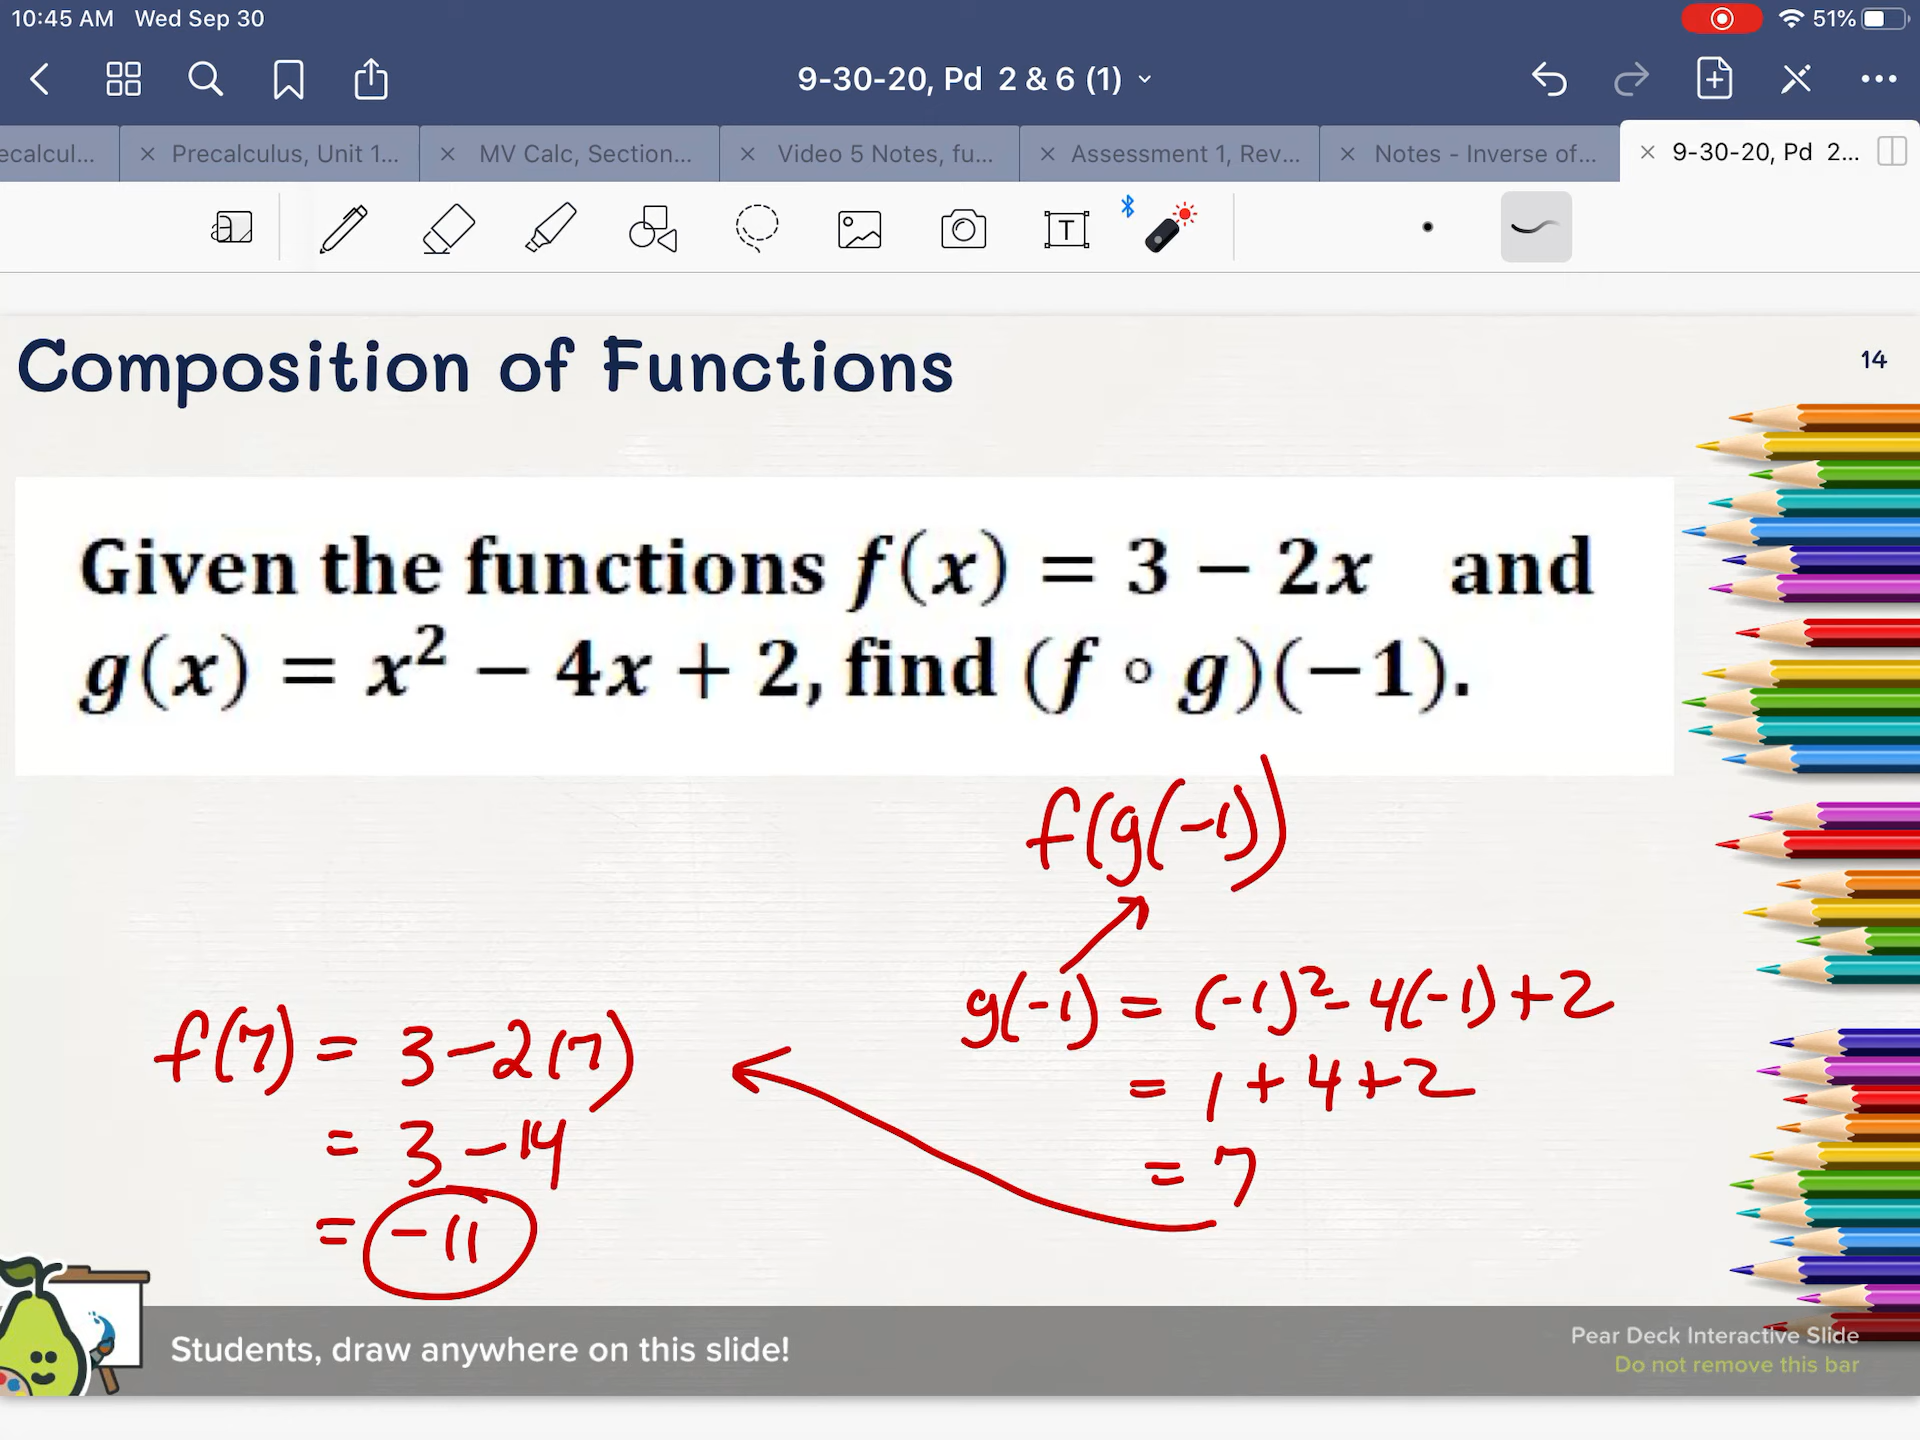 10:45 AM Wed Sep 30
51%
9-30-20, Pd 2 & 6 (1)
ecalcul...
Precalculus, Unit 1...
MV Calc, Section...
Video 5 Notes, fu...
Assessment 1, Rev...
Notes - Inverse of...
9-30-20, Pd 2...
T
Composition of Functions
14
Given the functions f(x) = 3 − 2x and
g(x) = x² − 4x + 2, find (f ∘ g)(−1).
f(g(-1))
g(-1) = (-1)² - 4(-1) + 2
= 1 + 4 + 2
= 7
f(7) = 3 - 2(7)
= 3 - 14
= -11
Students, draw anywhere on this slide!
Pear Deck Interactive Slide
Do not remove this bar